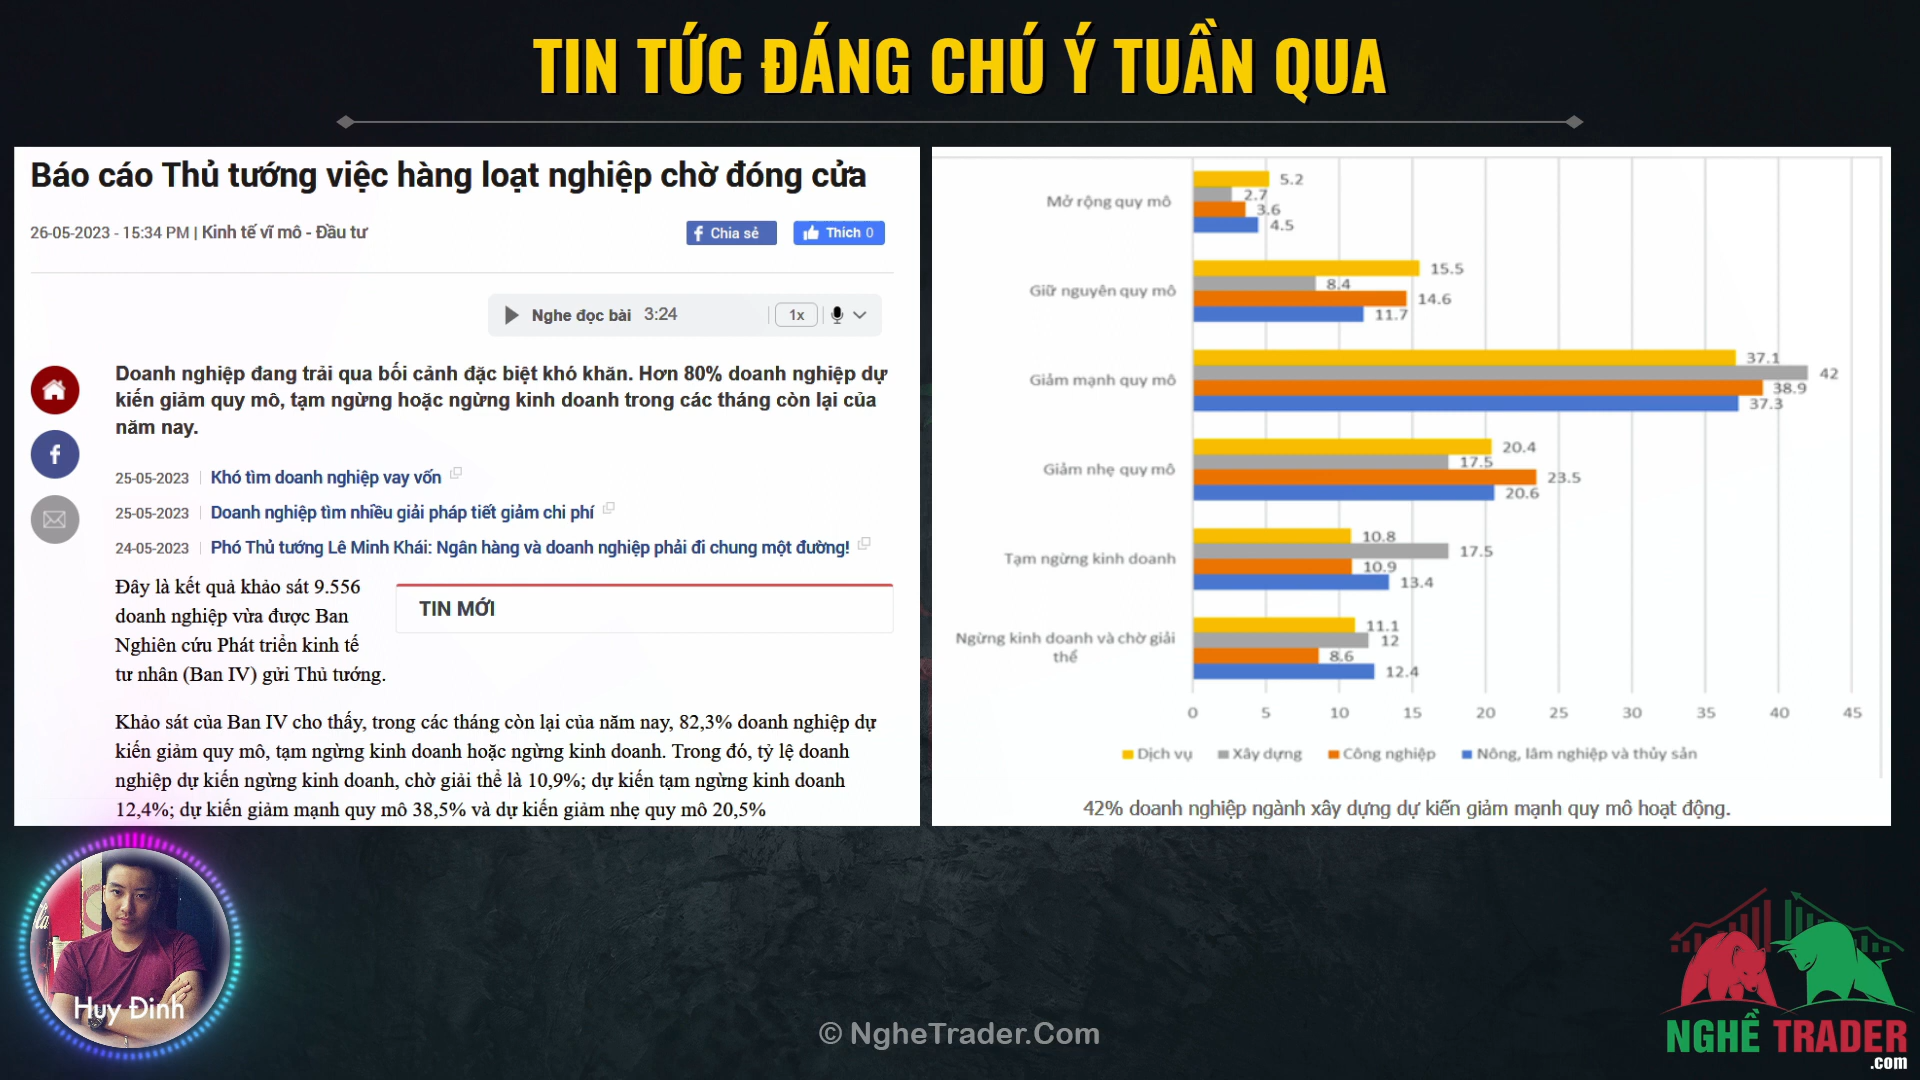 TIN TỨC ĐÁNG CHÚ Ý TUẦN QUA
Báo cáo Thủ tướng việc hàng loạt nghiệp chờ đóng cửa
26-05-2023 - 15:34 PM | Kinh tế vĩ mô - Đầu tư
Chia sẻ
Thích 0
Nghe đọc bài 3:24
1x
Doanh nghiệp đang trải qua bối cảnh đặc biệt khó khăn. Hơn 80% doanh nghiệp dự
kiến giảm quy mô, tạm ngừng hoặc ngừng kinh doanh trong các tháng còn lại của
năm nay.
25-05-2023 | Khó tìm doanh nghiệp vay vốn
25-05-2023 | Doanh nghiệp tìm nhiều giải pháp tiết giảm chi phí
24-05-2023 | Phó Thủ tướng Lê Minh Khái: Ngân hàng và doanh nghiệp phải đi chung một đường!
Đây là kết quả khảo sát 9.556
doanh nghiệp vừa được Ban
Nghiên cứu Phát triển kinh tế
tư nhân (Ban IV) gửi Thủ tướng.
TIN MỚI
Khảo sát của Ban IV cho thấy, trong các tháng còn lại của năm nay, 82,3% doanh nghiệp dự
kiến giảm quy mô, tạm ngừng kinh doanh hoặc ngừng kinh doanh. Trong đó, tỷ lệ doanh
nghiệp dự kiến ngừng kinh doanh, chờ giải thể là 10,9%; dự kiến tạm ngừng kinh doanh
12,4%; dự kiến giảm mạnh quy mô 38,5% và dự kiến giảm nhẹ quy mô 20,5%
Mở rộng quy mô
5.2
2.7
3.6
4.5
Giữ nguyên quy mô
15.5
8.4
14.6
11.7
Giảm mạnh quy mô
37.1
42
38.9
37.3
Giảm nhẹ quy mô
20.4
17.5
23.5
20.6
Tạm ngừng kinh doanh
10.8
17.5
10.9
13.4
Ngừng kinh doanh và chờ giải
thể
11.1
12
8.6
12.4
0 5 10 15 20 25 30 35 40 45
Dịch vụ Xây dựng Công nghiệp Nông, lâm nghiệp và thủy sản
42% doanh nghiệp ngành xây dựng dự kiến giảm mạnh quy mô hoạt động.
Huy Đinh
© NgheTrader.Com
NGHỀ TRADER
.com